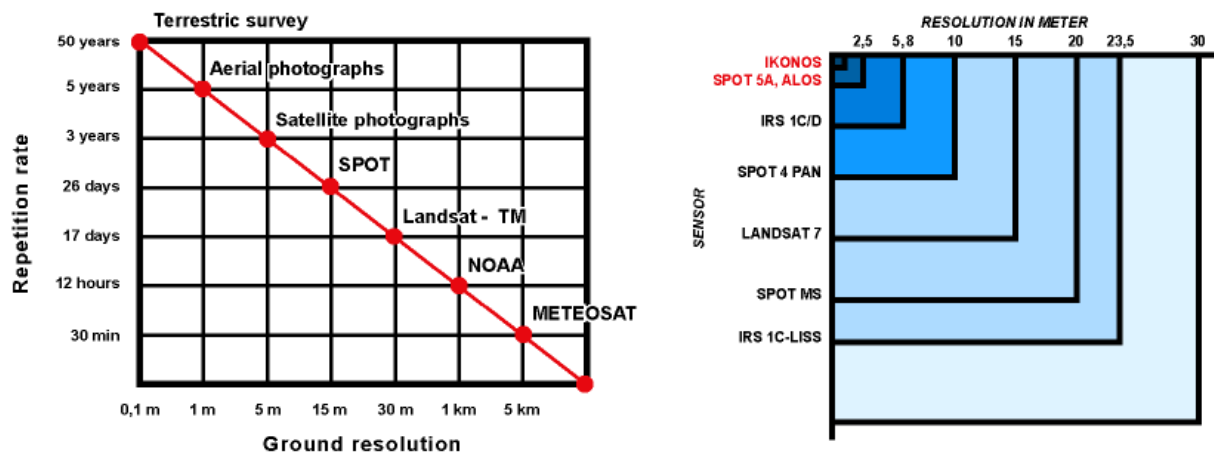 Terrestric survey
50 years
Aerial photographs
5 years
Satellite photographs
3 years
SPOT
26 days
Landsat - TM
17 days
NOAA
12 hours
METEOSAT
30 min
Repetition rate
0,1 m 1 m 5 m 15 m 30 m 1 km 5 km
Ground resolution
RESOLUTION IN METER
2,5 5,8 10 15 20 23,5 30
IKONOS
SPOT 5A, ALOS
IRS 1C/D
SPOT 4 PAN
SENSOR
LANDSAT 7
SPOT MS
IRS 1C-LISS